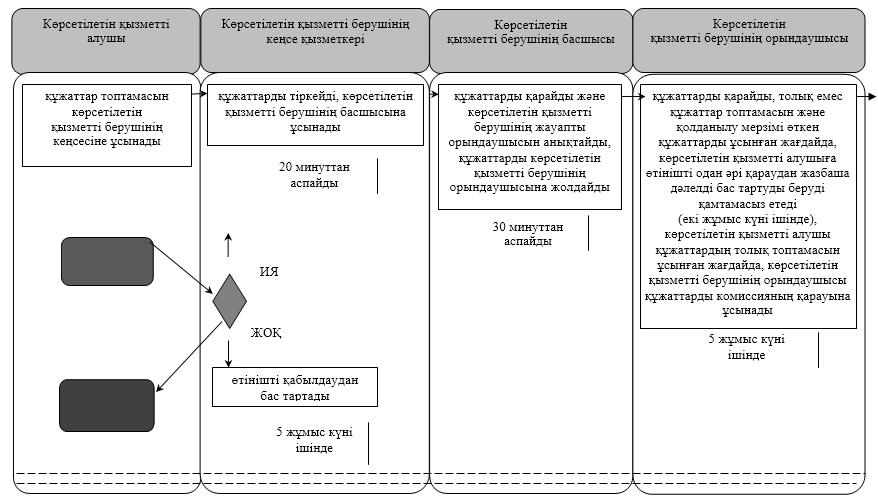 Көрсетілетін қызметті
алушы
Көрсетілетін қызметті берушінің
кеңсе қызметкері
Көрсетілетін
қызметті берушінің басшысы
Көрсетілетін
қызметті берушінің орындаушысы
құжаттар топтамасын
көрсетілетін
қызметті берушінің
кеңсесіне ұсынады
құжаттарды тіркейді, көрсетілетін
қызметті берушінің басшысына
ұсынады
20 минуттан
аспайды
құжаттарды қарайды және
көрсетілетін қызметті
берушінің жауапты
орындаушысын анықтайды,
құжаттарды көрсетілетін
қызметті берушінің
орындаушысына жолдайды
30 минуттан
аспайды
құжаттарды қарайды, толық емес
құжаттар топтамасын және
қолданылу мерзімі өткен
құжаттарды ұсынған жағдайда,
көрсетілетін қызметті алушыға
өтінішті одан әрі қараудан жазбаша
дәлелді бас тартуды беруді
қамтамасыз етеді
(екі жұмыс күні ішінде),
көрсетілетін қызметті алушы
құжаттардың толық топтамасын
ұсынған жағдайда, көрсетілетін
қызметті берушінің орындаушысы
құжаттарды комиссияның қарауына
ұсынады
5 жұмыс күні
ішінде
ИЯ
ЖОҚ
өтінішті қабылдаудан
бас тартады
5 жұмыс күні
ішінде